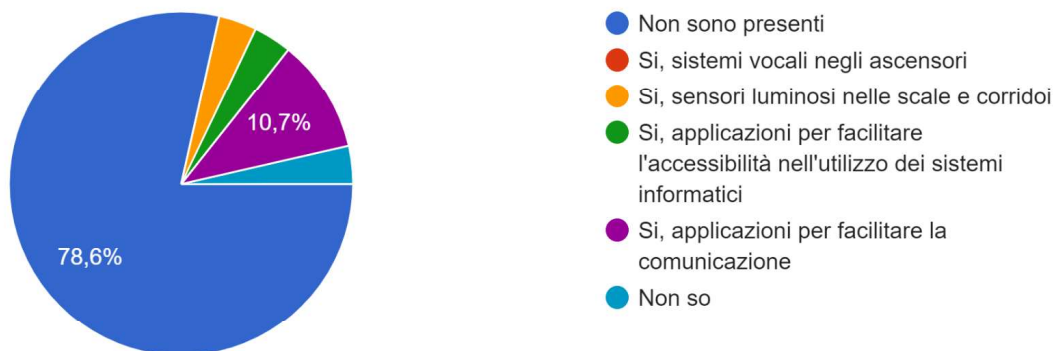 Non sono presenti
Si, sistemi vocali negli ascensori
Si, sensori luminosi nelle scale e corridoi
Si, applicazioni per facilitare
l'accessibilità nell'utilizzo dei sistemi
informatici
Si, applicazioni per facilitare la
comunicazione
Non so
10,7%
78,6%